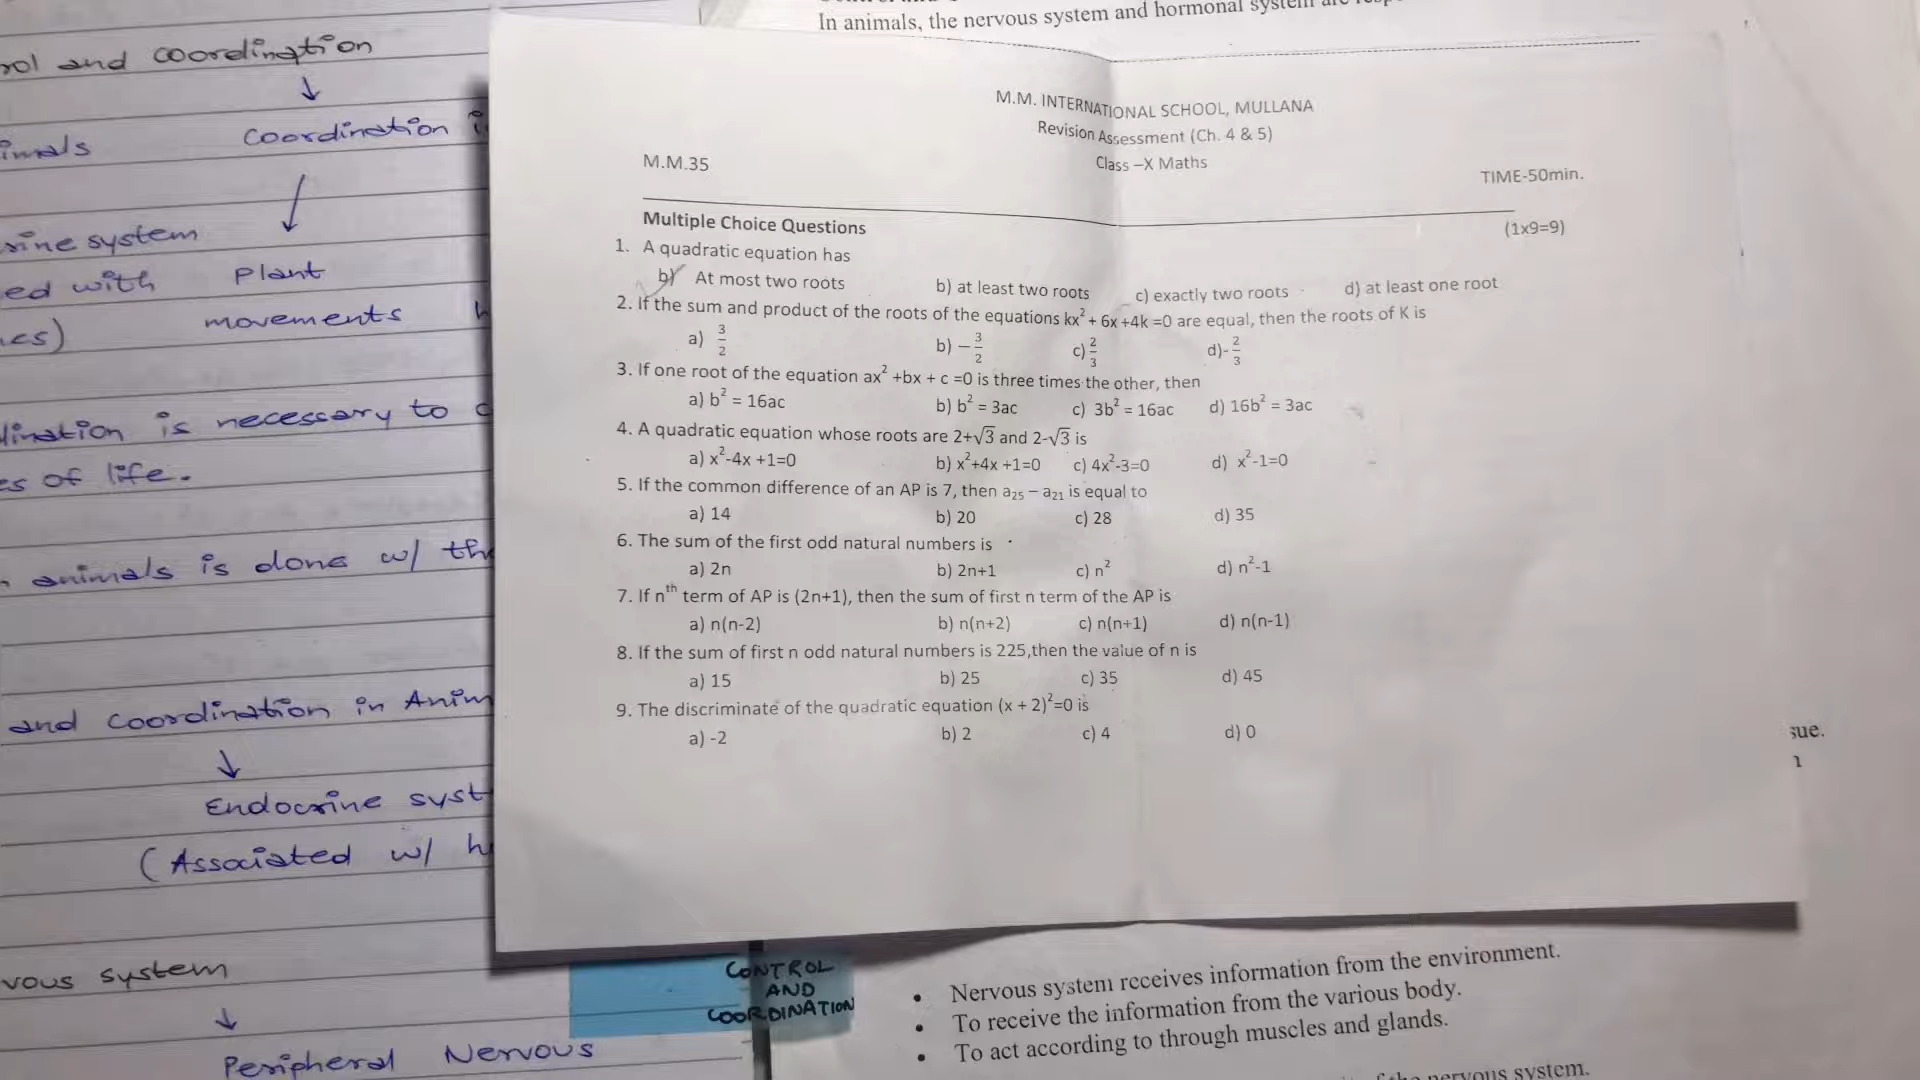 In animals, the nervous system and hormonal system are
and coordination
Coordination
M.M. INTERNATIONAL SCHOOL, MULLANA
Revision Assessment (Ch. 4 & 5)
Class –X Maths
M.M.35
TIME-50min.
Multiple Choice Questions
(1x9=9)
1. A quadratic equation has
b) At most two roots b) at least two roots c) exactly two roots d) at least one root
2. If the sum and product of the roots of the equations kx² + 6x +4k =0 are equal, then the roots of K is
a) 3/2 b) –3/2 c) 2/3 d)-2/3
3. If one root of the equation ax² +bx + c =0 is three times the other, then
a) b² = 16ac b) b² = 3ac c) 3b² = 16ac d) 16b² = 3ac
4. A quadratic equation whose roots are 2+√3 and 2-√3 is
a) x²-4x +1=0 b) x²+4x +1=0 c) 4x²-3=0 d) x²-1=0
5. If the common difference of an AP is 7, then a₂₅ – a₂₁ is equal to
a) 14 b) 20 c) 28 d) 35
6. The sum of the first odd natural numbers is
a) 2n b) 2n+1 c) n² d) n²-1
7. If nᵗʰ term of AP is (2n+1), then the sum of first n term of the AP is
a) n(n-2) b) n(n+2) c) n(n+1) d) n(n-1)
8. If the sum of first n odd natural numbers is 225,then the value of n is
a) 15 b) 25 c) 35 d) 45
9. The discriminate of the quadratic equation (x + 2)²=0 is
a) -2 b) 2 c) 4 d) 0
system
with Plant
movements
is necessary to
of life.
animals is done w/
and coordination in
Endocrine
(Associated w/
system
Peripheral Nervous
CONTROL
AND
COORDINATION
sue.
1
• Nervous system receives information from the environment.
• To receive the information from the various body.
• To act according to through muscles and glands.
nervous system.